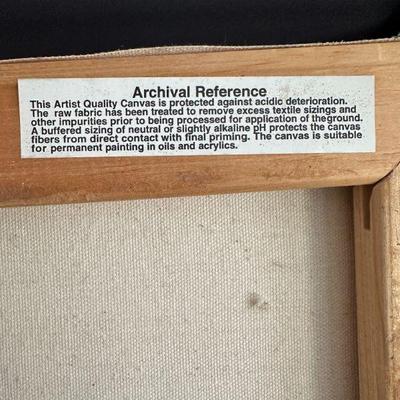 Archival Reference
This Artist Quality Canvas is protected against acidic deterioration.
The raw fabric has been treated to remove excess textile sizings and
other impurities prior to being processed for application of theground.
A buffered sizing of neutral or slightly alkaline pH protects the canvas
fibers from direct contact with final priming. The canvas is suitable
for permanent painting in oils and acrylics.